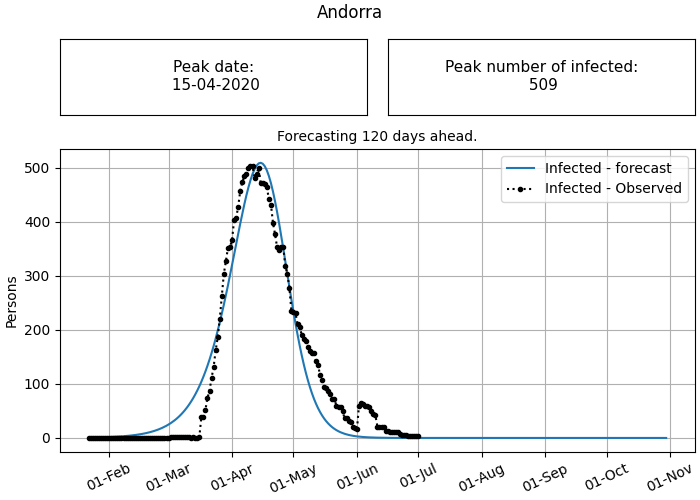 Andorra
Peak date:
15-04-2020
Peak number of infected:
509
Forecasting 120 days ahead.
Infected - forecast
Infected - Observed
Persons
500
400
300
200
100
0
01-Feb
01-Mar
01-Apr
01-May
01-Jun
01-Jul
01-Aug
01-Sep
01-Oct
01-Nov